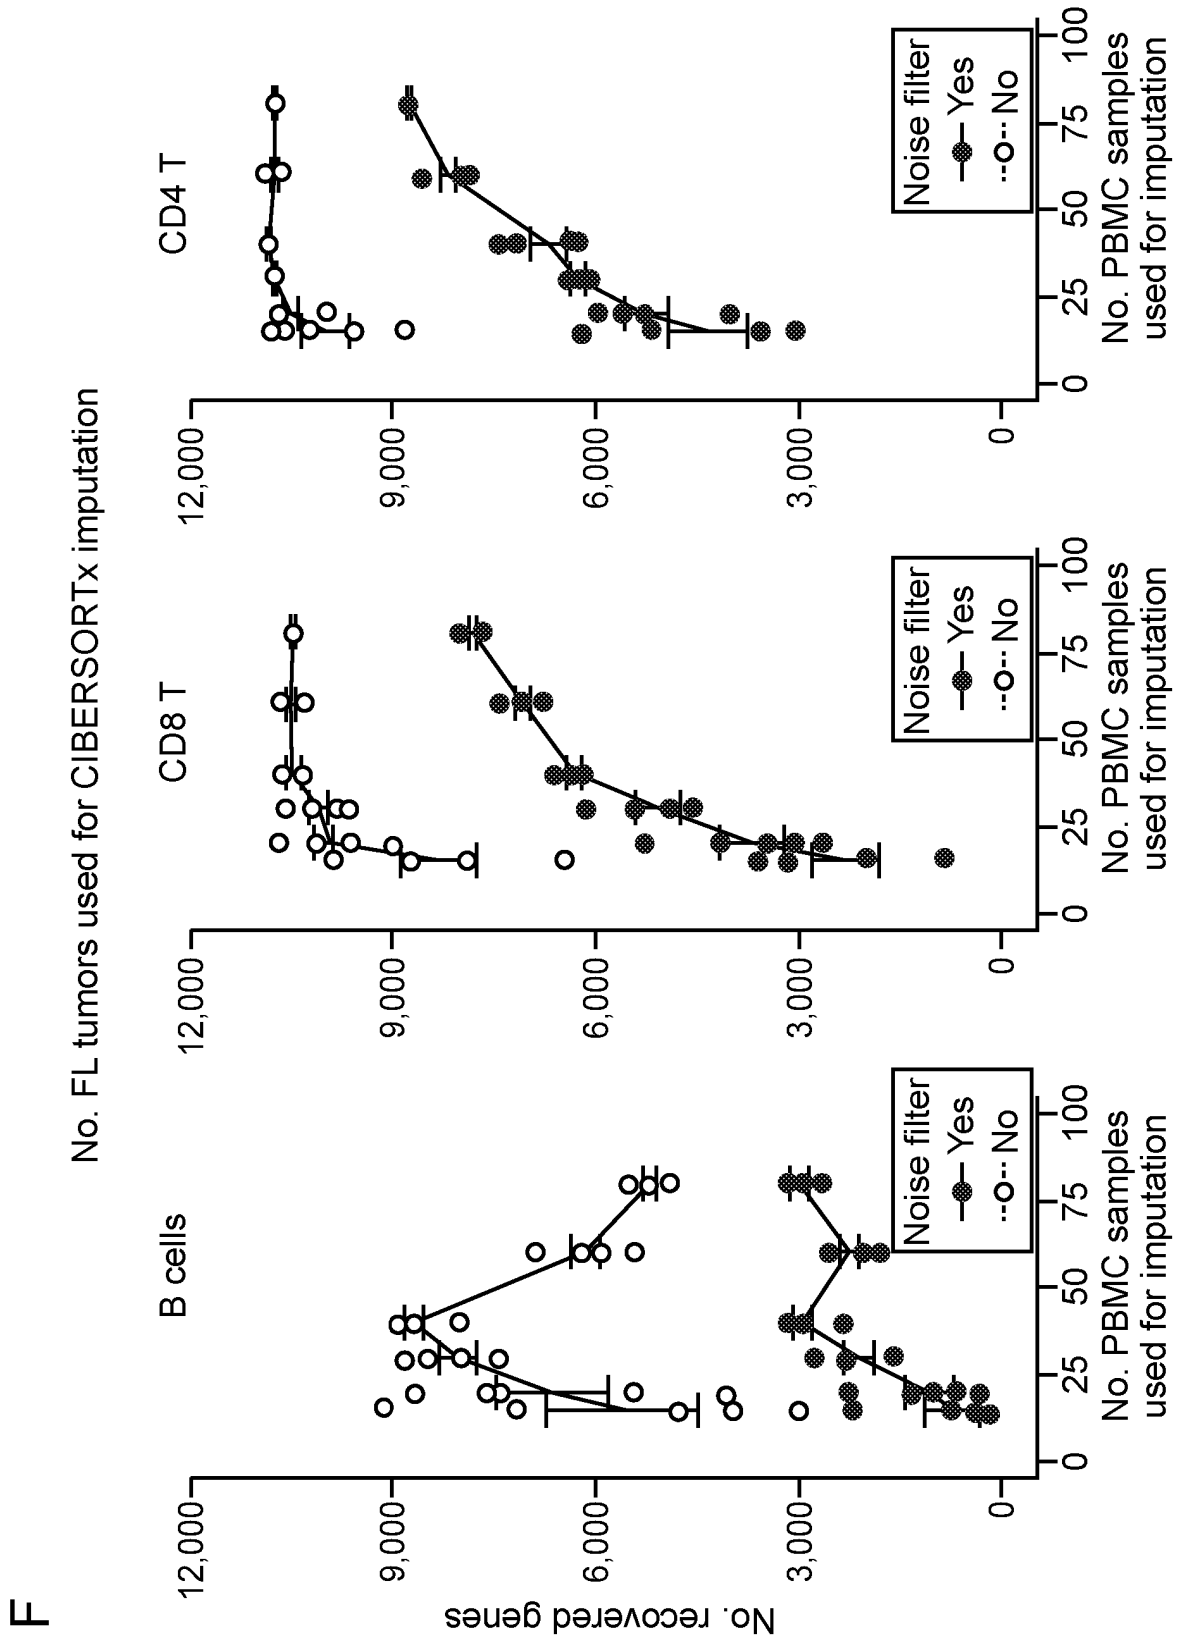 F
No. FL tumors used for CIBERSORTx imputation
B cells
No. recovered genes
12,000
9,000
6,000
3,000
0
0
25
50
75
100
No. PBMC samples
used for imputation
Noise filter
Yes
No
CD8 T
12,000
9,000
6,000
3,000
0
0
25
50
75
100
No. PBMC samples
used for imputation
Noise filter
Yes
No
CD4 T
12,000
9,000
6,000
3,000
0
0
25
50
75
100
No. PBMC samples
used for imputation
Noise filter
Yes
No